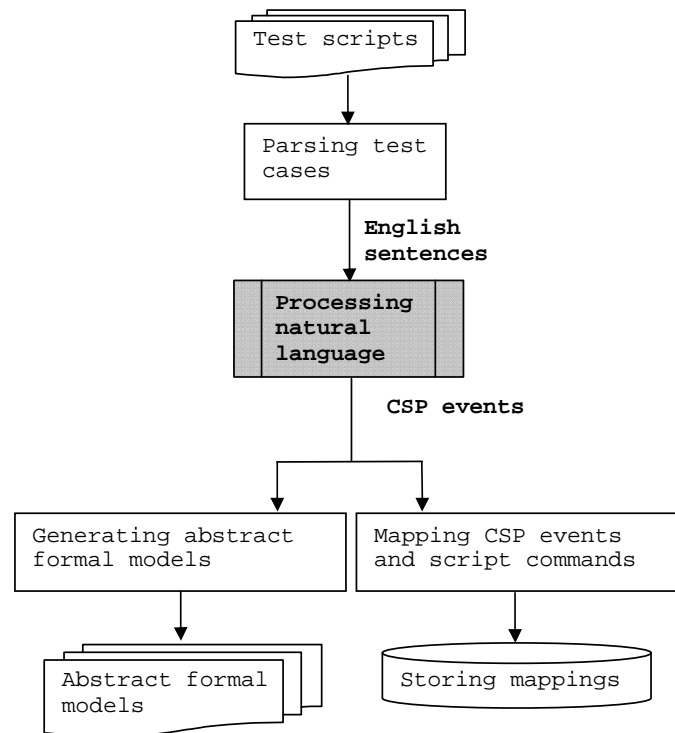 Test scripts
Parsing test
cases
English
sentences
Processing
natural
language
CSP events
Generating abstract
formal models
Mapping CSP events
and script commands
Abstract formal
models
Storing mappings